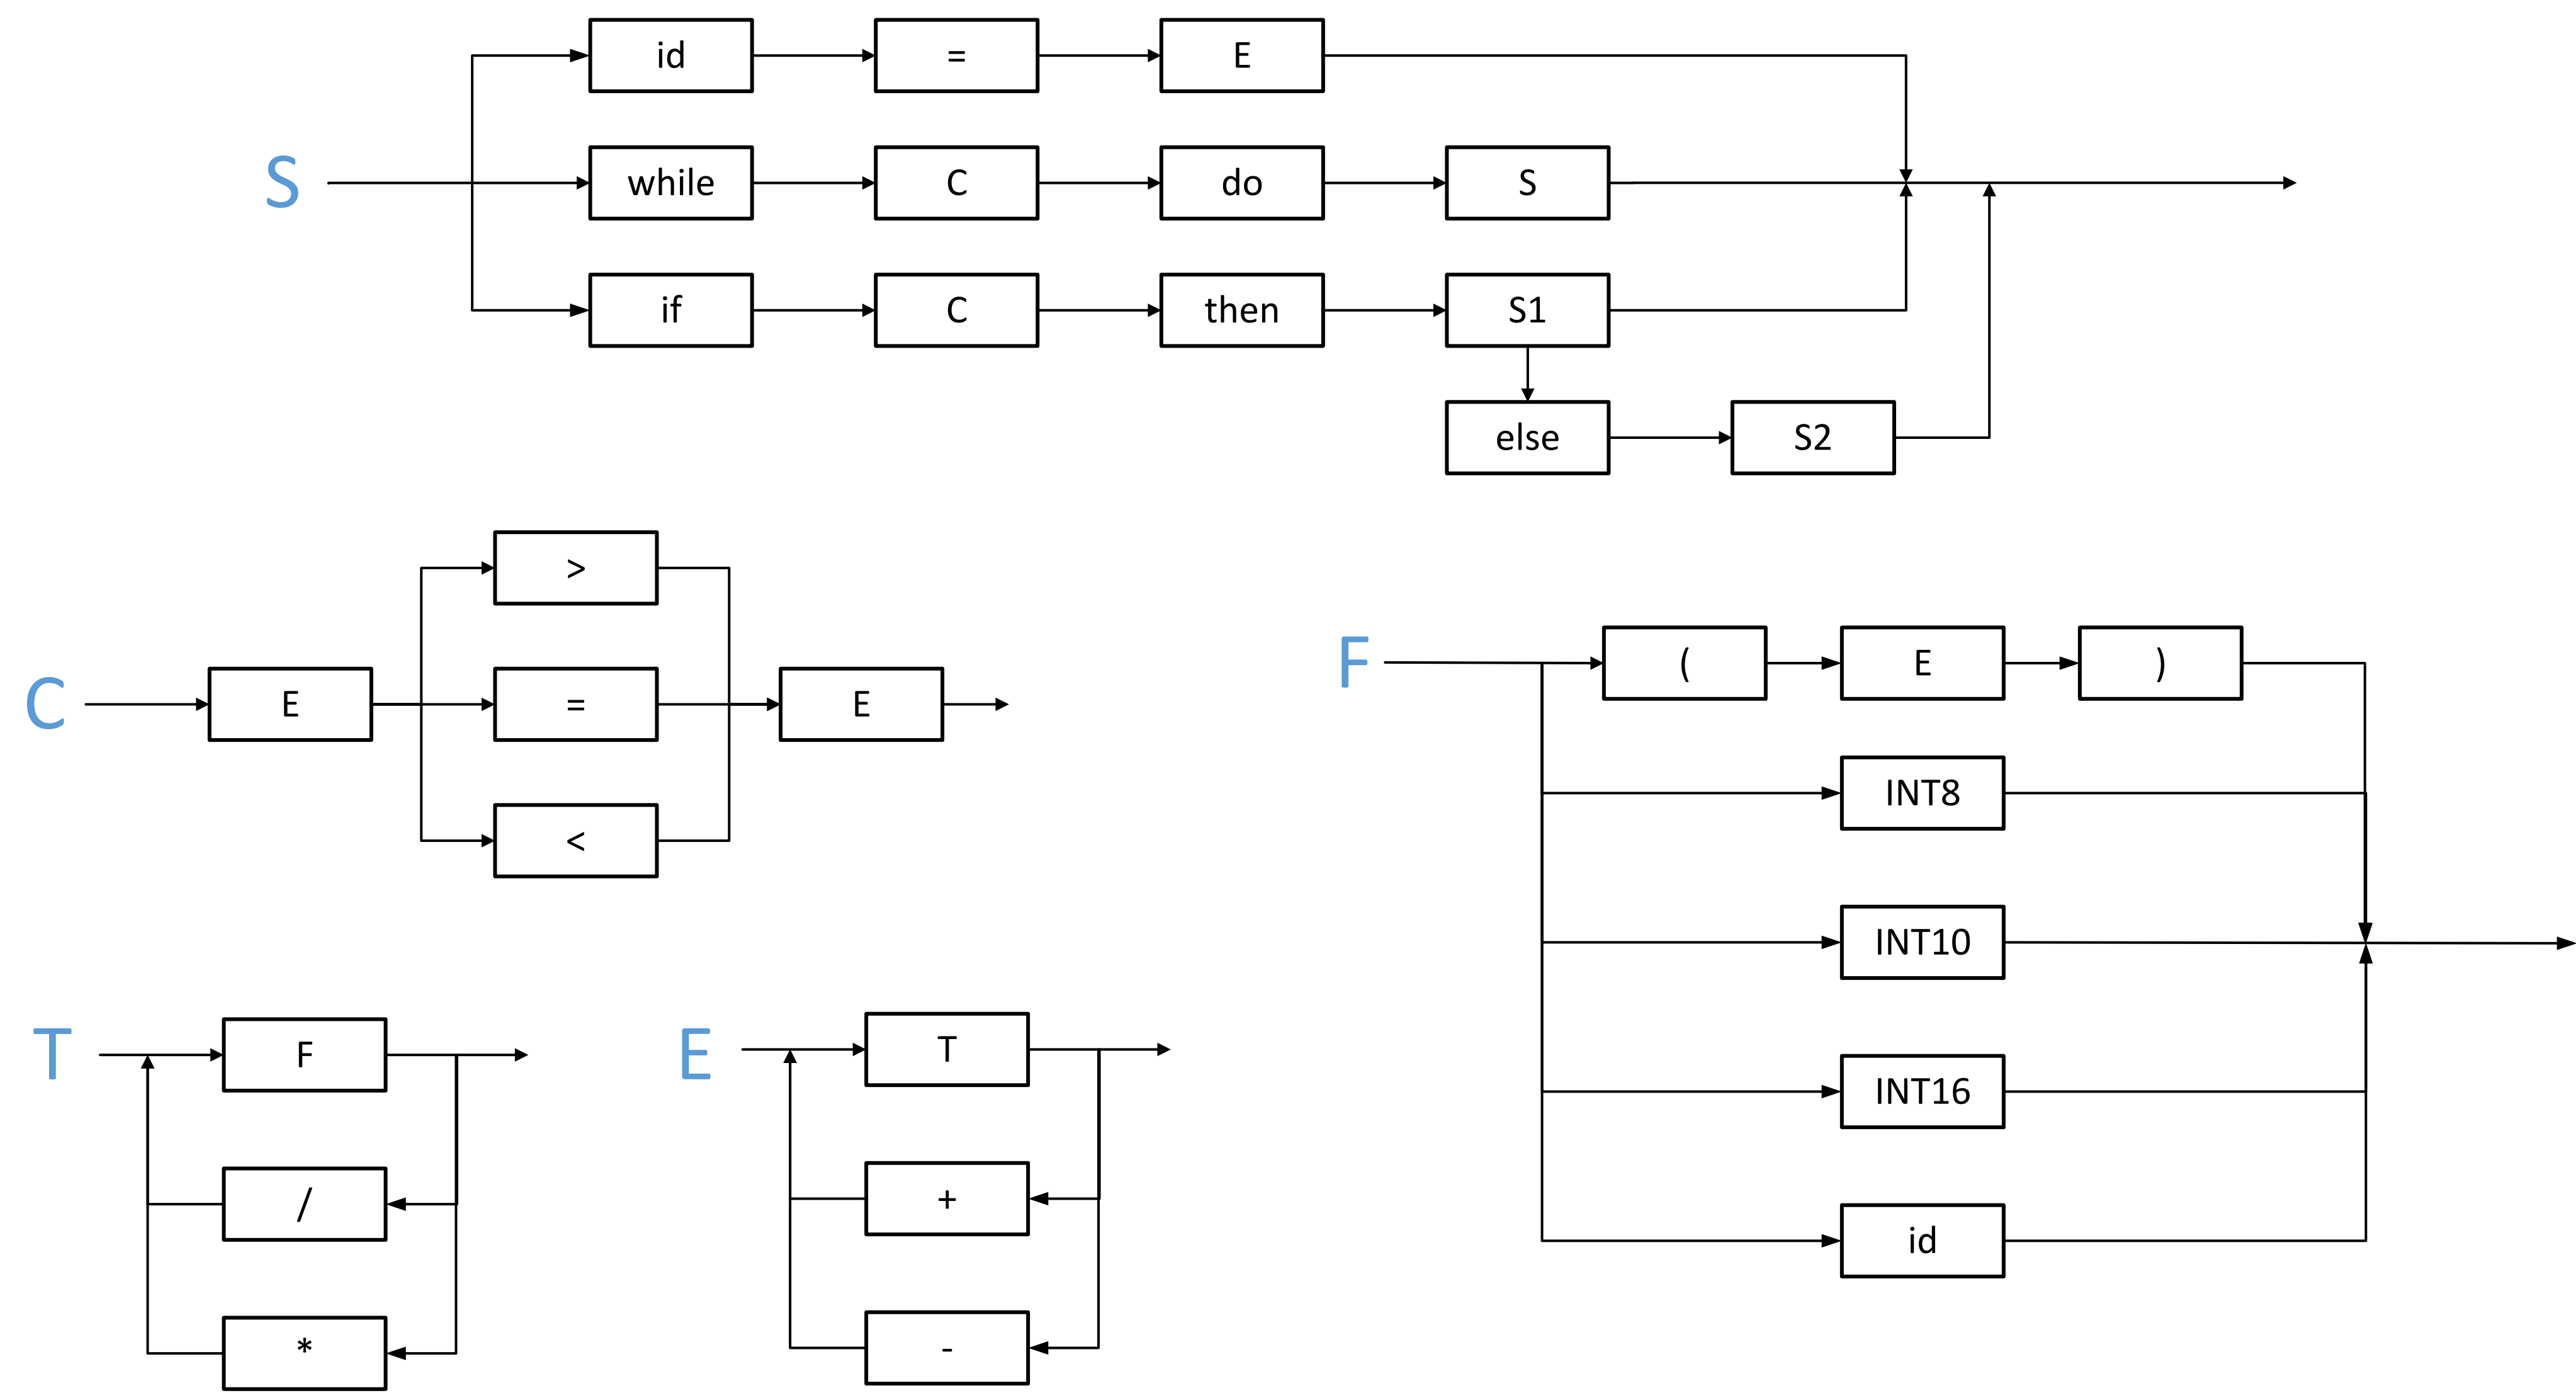 id = E
S while C do S
if C then S1
else S2
>
C E = E
<
F ( E )
INT8
INT10
INT16
id
T F
/
*
E T
+
-